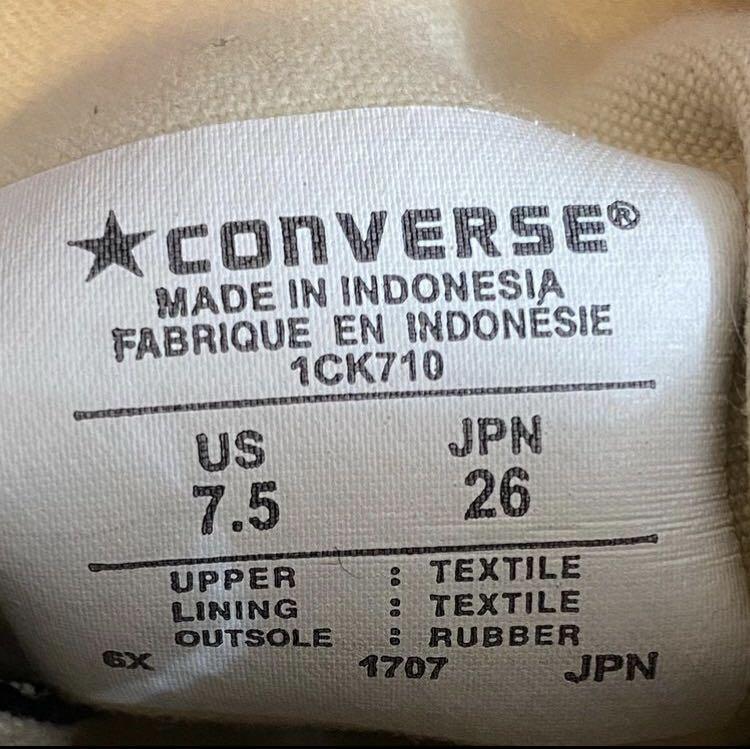 ★CONVERSE®
MADE IN INDONESIA
FABRIQUE EN INDONESIE
1CK710
US JPN
7.5 26
UPPER : TEXTILE
LINING : TEXTILE
OUTSOLE : RUBBER
6X 1707 JPN